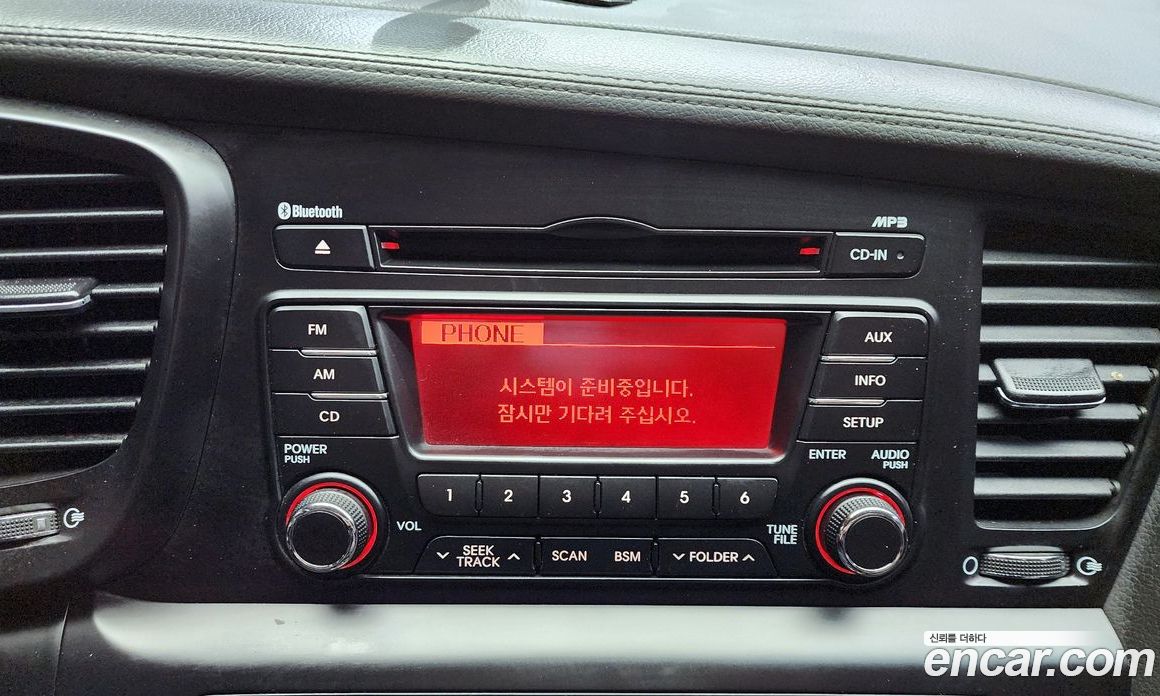 Bluetooth
MP3
CD-IN
FM
AM
CD
PHONE
시스템이 준비중입니다.
잠시만 기다려 주십시오.
AUX
INFO
SETUP
POWER
PUSH
ENTER
AUDIO
PUSH
1 2 3 4 5 6
VOL
TUNE
FILE
SEEK
TRACK
SCAN
BSM
FOLDER
신뢰를 더하다
encar.com